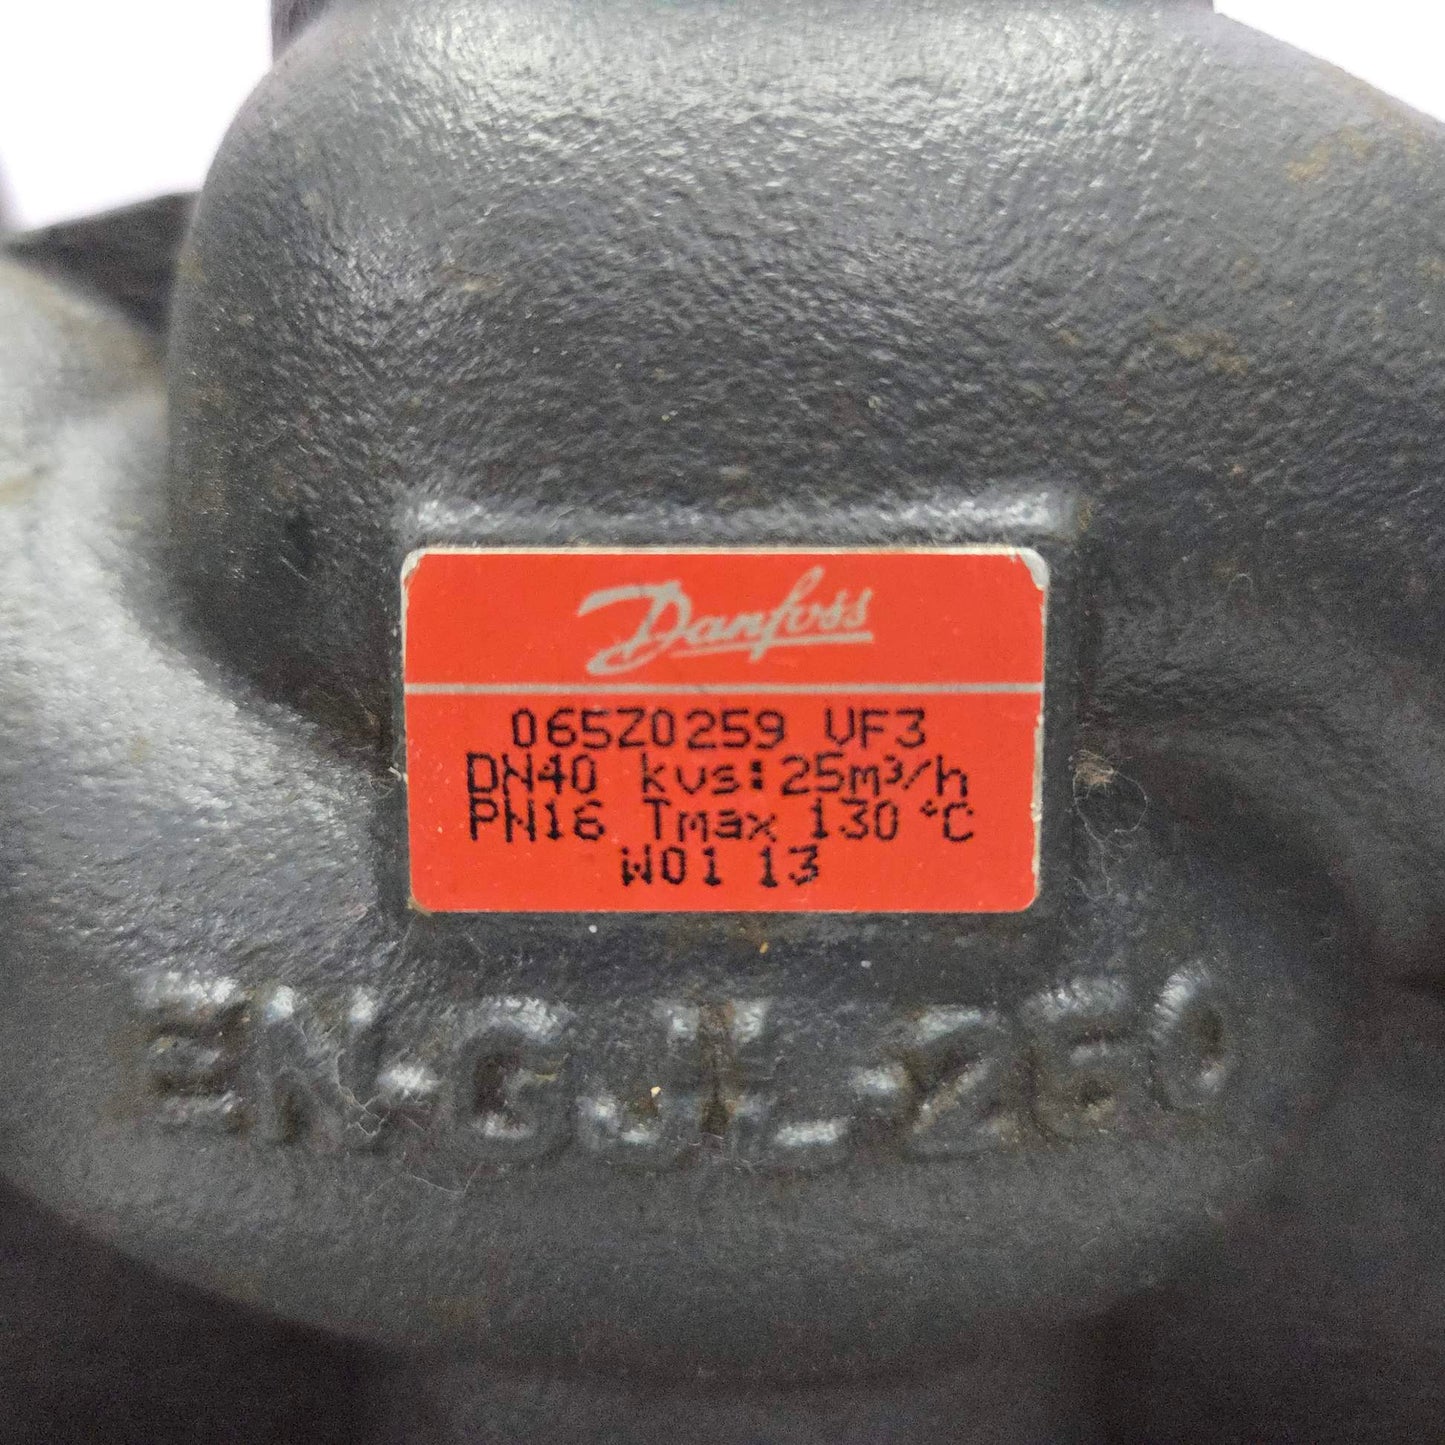 Danfoss
065Z0259 VF3
DN40 kvs:25m³/h
PN16 Tmax 130 °C
W01 13
EN-GJL-250